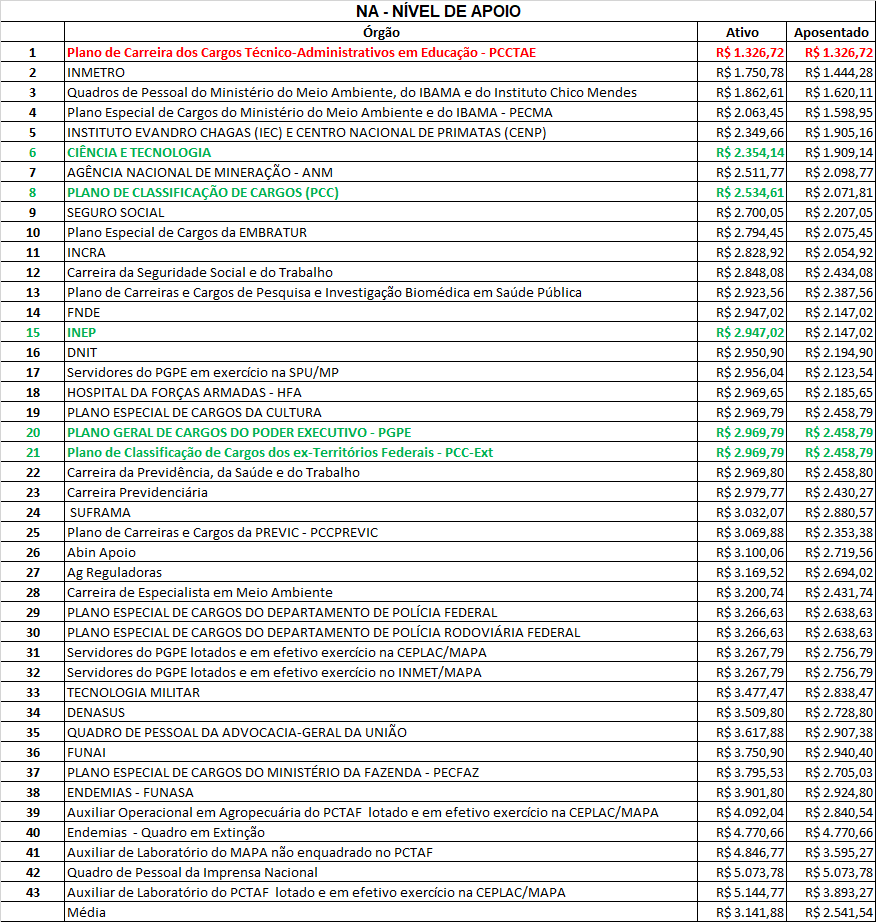 NA - NÍVEL DE APOIO
Órgão Ativo Aposentado
1 Plano de Carreira dos Cargos Técnico-Administrativos em Educação - PCCTAE R$ 1.326,72 R$ 1.326,72
2 INMETRO R$ 1.750,78 R$ 1.444,28
3 Quadros de Pessoal do Ministério do Meio Ambiente, do IBAMA e do Instituto Chico Mendes R$ 1.862,61 R$ 1.620,11
4 Plano Especial de Cargos do Ministério do Meio Ambiente e do IBAMA - PECMA R$ 2.063,45 R$ 1.598,95
5 INSTITUTO EVANDRO CHAGAS (IEC) E CENTRO NACIONAL DE PRIMATAS (CENP) R$ 2.349,66 R$ 1.905,16
6 CIÊNCIA E TECNOLOGIA R$ 2.354,14 R$ 1.909,14
7 AGÊNCIA NACIONAL DE MINERAÇÃO - ANM R$ 2.511,77 R$ 2.098,77
8 PLANO DE CLASSIFICAÇÃO DE CARGOS (PCC) R$ 2.534,61 R$ 2.071,81
9 SEGURO SOCIAL R$ 2.700,05 R$ 2.207,05
10 Plano Especial de Cargos da EMBRATUR R$ 2.794,45 R$ 2.075,45
11 INCRA R$ 2.828,92 R$ 2.054,92
12 Carreira da Seguridade Social e do Trabalho R$ 2.848,08 R$ 2.434,08
13 Plano de Carreiras e Cargos de Pesquisa e Investigação Biomédica em Saúde Pública R$ 2.923,56 R$ 2.387,56
14 FNDE R$ 2.947,02 R$ 2.147,02
15 INEP R$ 2.947,02 R$ 2.147,02
16 DNIT R$ 2.950,90 R$ 2.194,90
17 Servidores do PGPE em exercício na SPU/MP R$ 2.956,04 R$ 2.123,54
18 HOSPITAL DA FORÇAS ARMADAS - HFA R$ 2.969,65 R$ 2.185,65
19 PLANO ESPECIAL DE CARGOS DA CULTURA R$ 2.969,79 R$ 2.458,79
20 PLANO GERAL DE CARGOS DO PODER EXECUTIVO - PGPE R$ 2.969,79 R$ 2.458,79
21 Plano de Classificação de Cargos dos ex-Territórios Federais - PCC-Ext R$ 2.969,79 R$ 2.458,79
22 Carreira da Previdência, da Saúde e do Trabalho R$ 2.969,80 R$ 2.458,80
23 Carreira Previdenciária R$ 2.979,77 R$ 2.430,27
24 SUFRAMA R$ 3.032,07 R$ 2.880,57
25 Plano de Carreiras e Cargos da PREVIC - PCCPREVIC R$ 3.069,88 R$ 2.353,38
26 Abin Apoio R$ 3.100,06 R$ 2.719,56
27 Ag Reguladoras R$ 3.169,52 R$ 2.694,02
28 Carreira de Especialista em Meio Ambiente R$ 3.200,74 R$ 2.431,74
29 PLANO ESPECIAL DE CARGOS DO DEPARTAMENTO DE POLÍCIA FEDERAL R$ 3.266,63 R$ 2.638,63
30 PLANO ESPECIAL DE CARGOS DO DEPARTAMENTO DE POLÍCIA RODOVIÁRIA FEDERAL R$ 3.266,63 R$ 2.638,63
31 Servidores do PGPE lotados e em efetivo exercício na CEPLAC/MAPA R$ 3.267,79 R$ 2.756,79
32 Servidores do PGPE lotados e em efetivo exercício no INMET/MAPA R$ 3.267,79 R$ 2.756,79
33 TECNOLOGIA MILITAR R$ 3.477,47 R$ 2.838,47
34 DENASUS R$ 3.509,80 R$ 2.728,80
35 QUADRO DE PESSOAL DA ADVOCACIA-GERAL DA UNIÃO R$ 3.617,88 R$ 2.907,38
36 FUNAI R$ 3.750,90 R$ 2.940,40
37 PLANO ESPECIAL DE CARGOS DO MINISTÉRIO DA FAZENDA - PECFAZ R$ 3.795,53 R$ 2.705,03
38 ENDEMIAS - FUNASA R$ 3.901,80 R$ 2.924,80
39 Auxiliar Operacional em Agropecuária do PCTAF lotado e em efetivo exercício na CEPLAC/MAPA R$ 4.092,04 R$ 2.840,54
40 Endemias - Quadro em Extinção R$ 4.770,66 R$ 4.770,66
41 Auxiliar de Laboratório do MAPA não enquadrado no PCTAF R$ 4.846,77 R$ 3.595,27
42 Quadro de Pessoal da Imprensa Nacional R$ 5.073,78 R$ 5.073,78
43 Auxiliar de Laboratório do PCTAF lotado e em efetivo exercício na CEPLAC/MAPA R$ 5.144,77 R$ 3.893,27
Média R$ 3.141,88 R$ 2.541,54